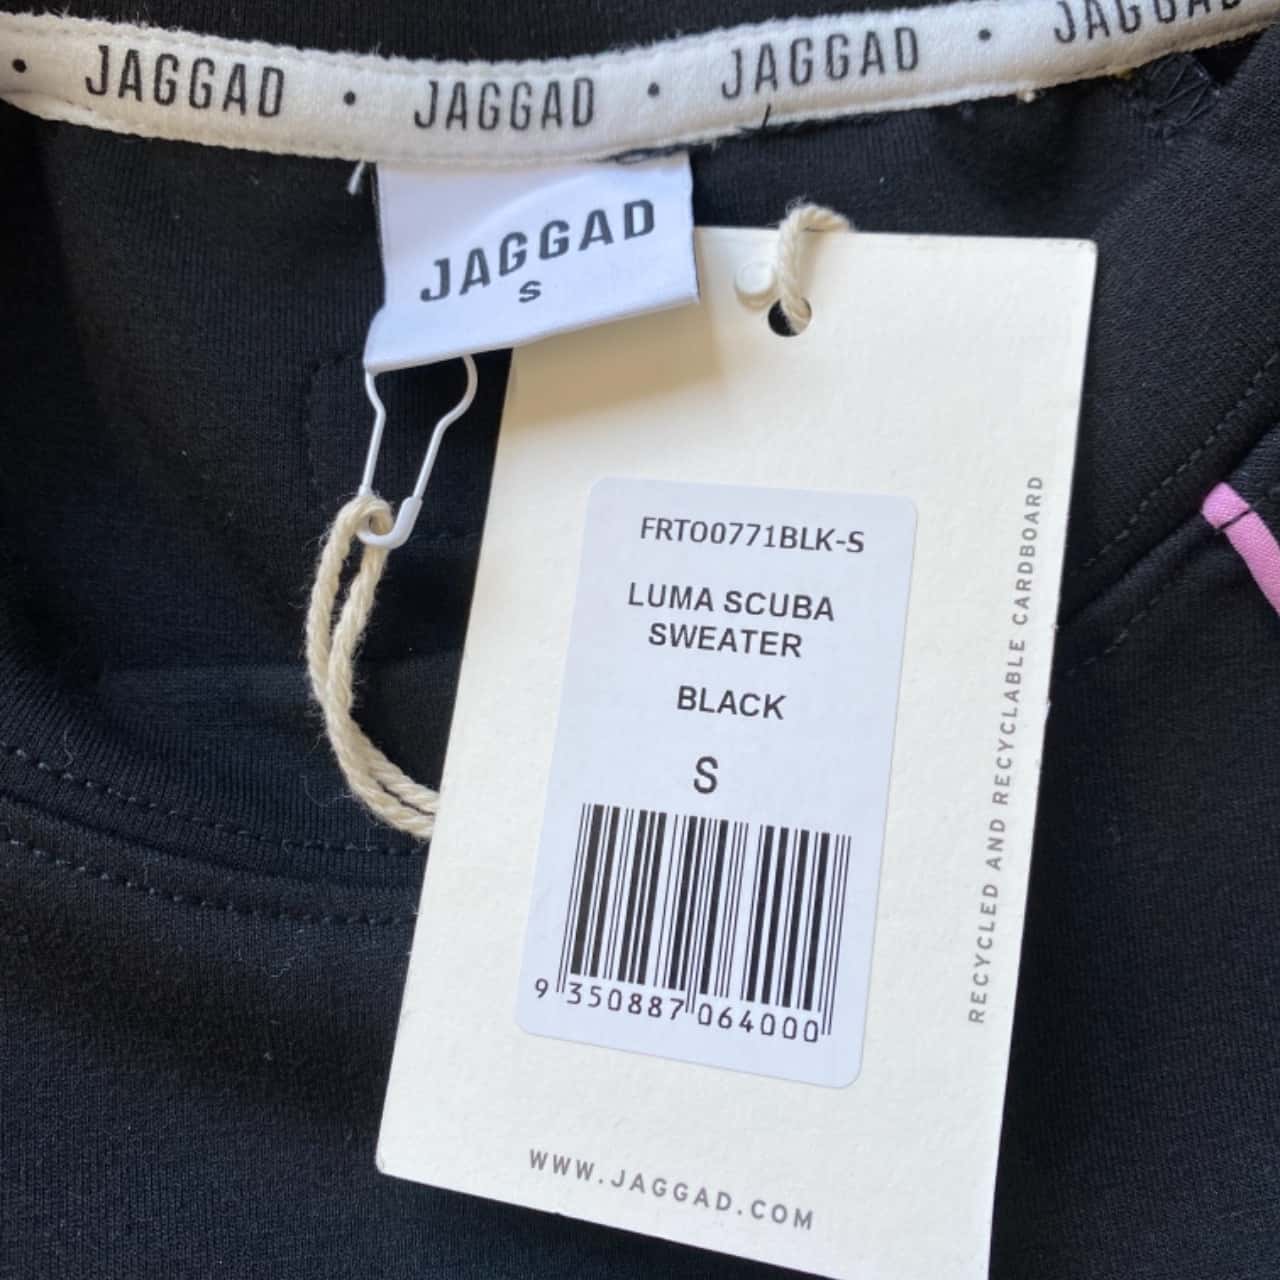 • JAGGAD • JAGGAD • JAGGAD • JAGGAD
JAGGAD
S
FRTO0771BLK-S
LUMA SCUBA
SWEATER
BLACK
S
9 350887 064000
RECYCLED AND RECYCLABLE CARDBOARD
WWW.JAGGAD.COM